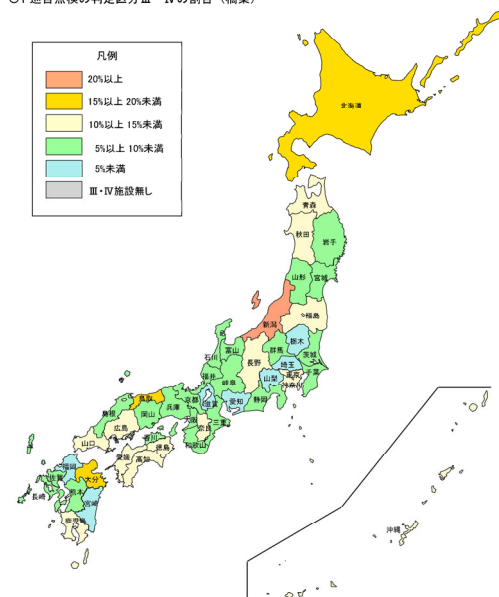 凡例
20%以上
15%以上 20%未満
10%以上 15%未満
5%以上 10%未満
5%未満
Ⅲ・Ⅳ施設無し
北海道
青森
秋田
岩手
山形
宮城
新潟
福島
栃木
石川
富山
群馬
茨城
長野
埼玉
福井
岐阜
山梨
東京
千葉
神奈川
鳥取
京都
滋賀
愛知
静岡
島根
岡山
兵庫
大阪
三重
広島
奈良
香川
和歌山
山口
徳島
愛媛
高知
福岡
大分
佐賀
熊本
長崎
宮崎
鹿児島
沖縄